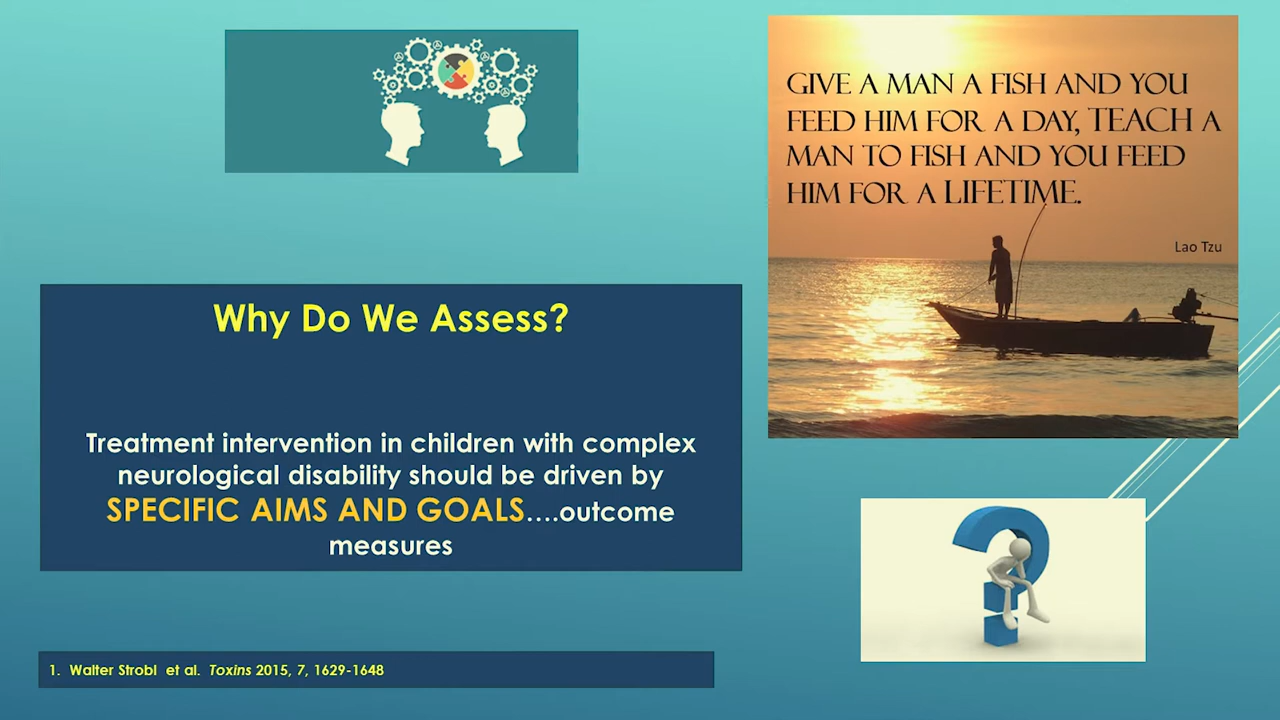 GIVE A MAN A FISH AND YOU
FEED HIM FOR A DAY, TEACH A
MAN TO FISH AND YOU FEED
HIM FOR A LIFETIME.
Lao Tzu
Why Do We Assess?
Treatment intervention in children with complex
neurological disability should be driven by
SPECIFIC AIMS AND GOALS....outcome
measures
1. Walter Strobl et al. Toxins 2015, 7, 1629-1648